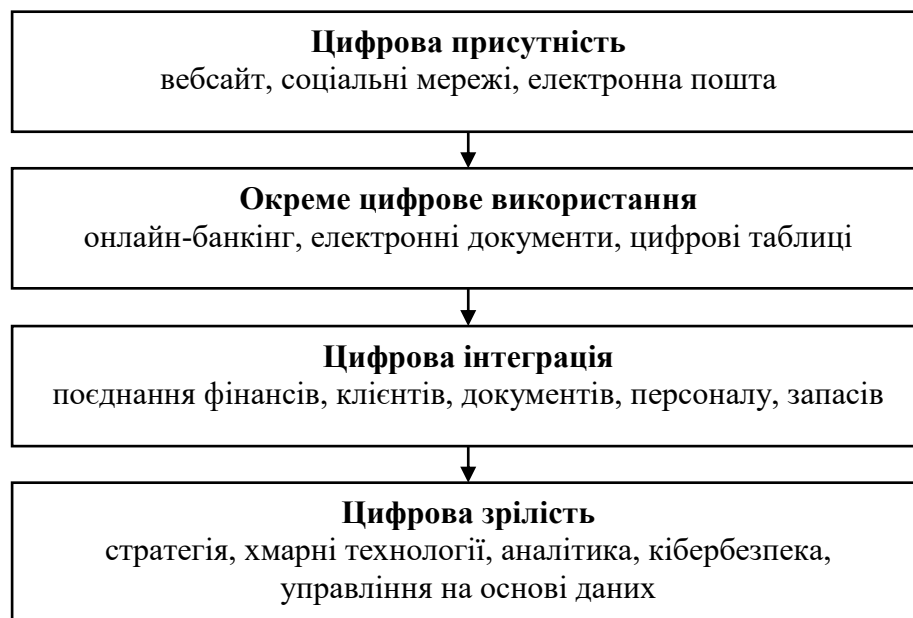 Цифрова присутність
вебсайт, соціальні мережі, електронна пошта
Окреме цифрове використання
онлайн-банкінг, електронні документи, цифрові таблиці
Цифрова інтеграція
поєднання фінансів, клієнтів, документів, персоналу, запасів
Цифрова зрілість
стратегія, хмарні технології, аналітика, кібербезпека,
управління на основі даних